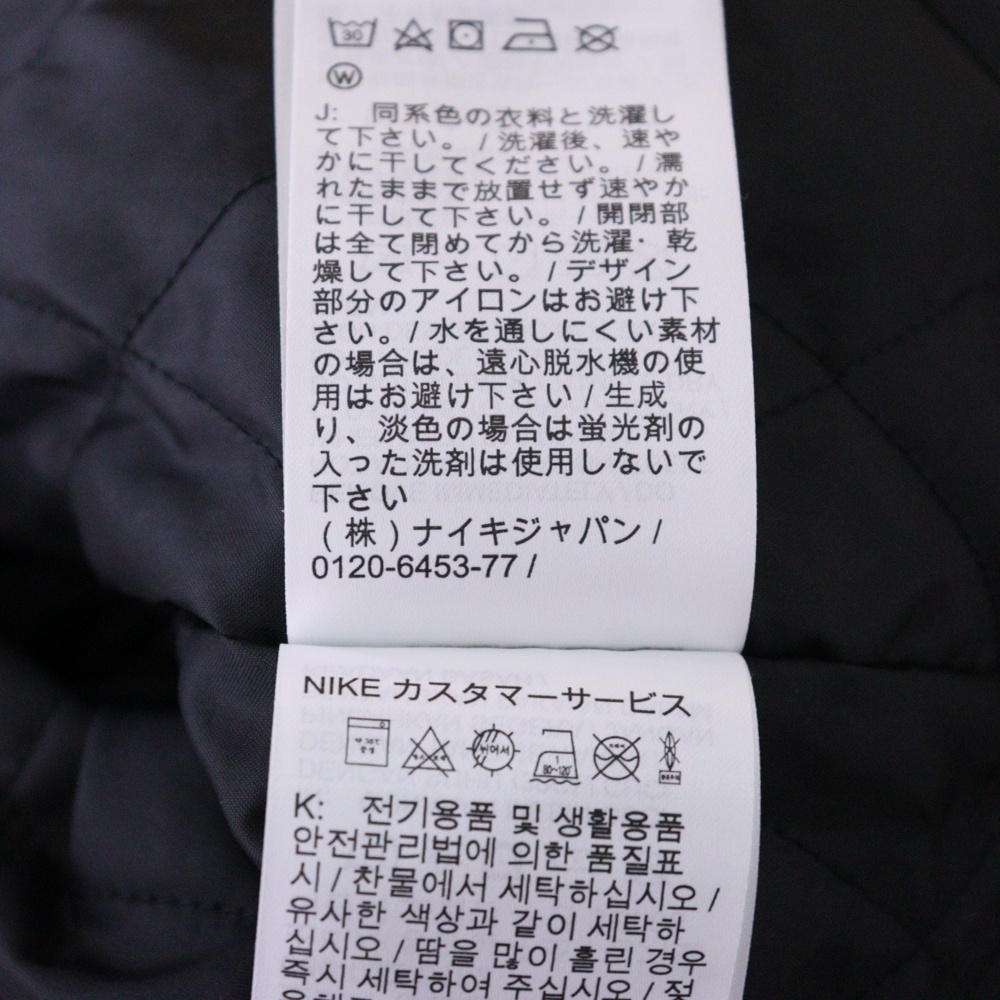 30
W
J: 同系色の衣料と洗濯し
て下さい。 / 洗濯後、速や
かに干してください。 / 濡
れたままで放置せず速やか
に干して下さい。 / 開閉部
は全て閉めてから洗濯・ 乾
燥して下さい。 / デザイン
部分のアイロンはお避け下
さい。/ 水を通しにくい素材
の場合は、遠心脱水機の使
用はお避け下さい / 生成
り、淡色の場合は蛍光剤の
入った洗剤は使用しないで
下さい
( 株 ) ナイキジャパン /
0120-6453-77 /
NIKE カスタマーサービス
뉘어서
1
80~120°
K: 전기용품 및 생활용품
안전관리법에 의한 품질표
시 / 찬물에서 세탁하십시오 /
유사한 색상과 같이 세탁하
십시오 / 땀을 많이 흘린 경우
즉시 세탁하여 주십시오 / 젖